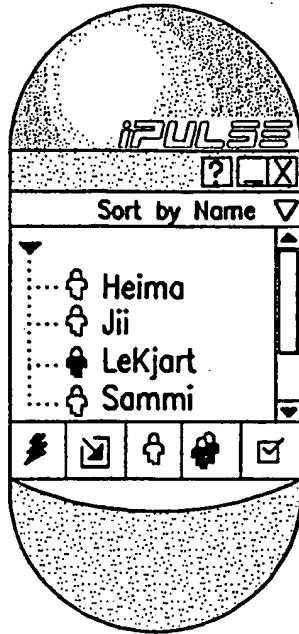 iPULSE
? _ X
Sort by Name
Heima
Jii
LeKjart
Sammi